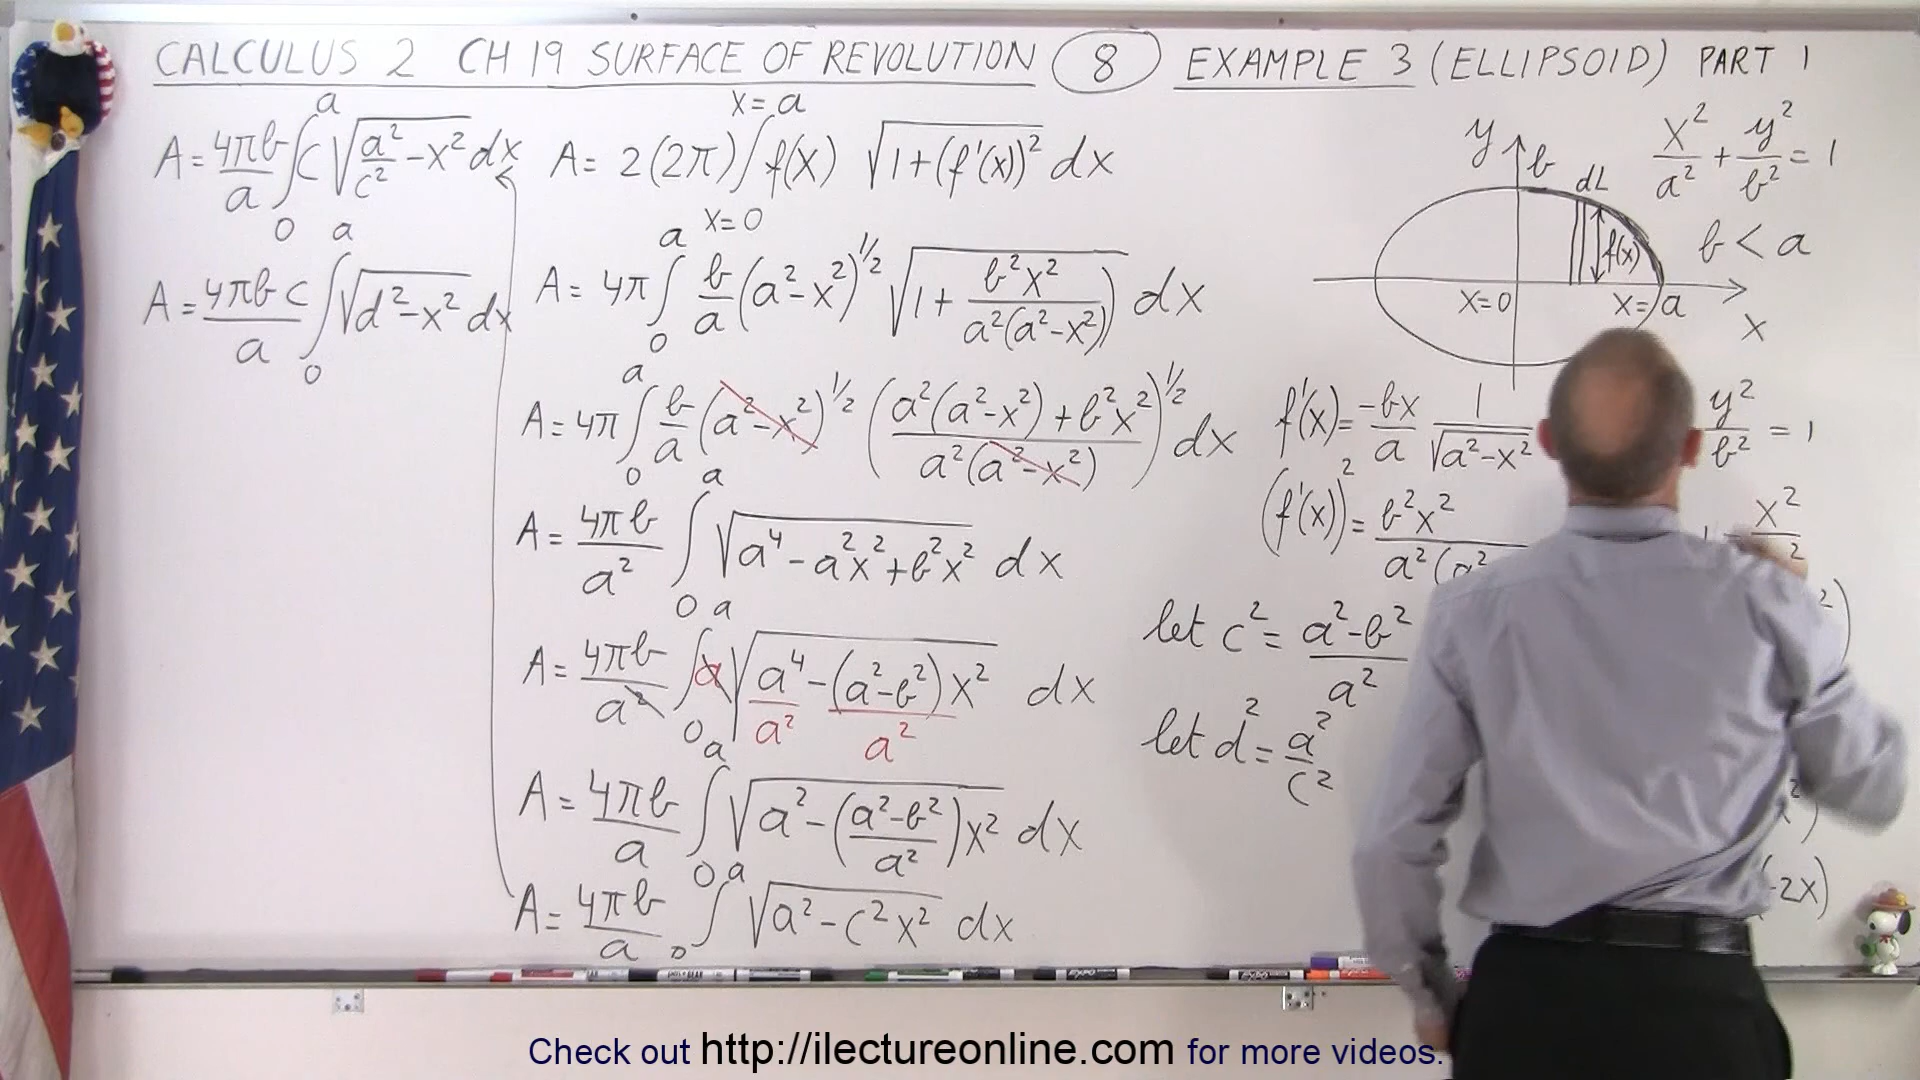 CALCULUS 2 CH 19 SURFACE OF REVOLUTION 8 EXAMPLE 3 (ELLIPSOID) PART 1
A = 4πb/a ∫₀ᵃ c √(a²/c² - x²) dx
A = 4πbc/a ∫₀ᵃ √(d² - x²) dx
A = 2(2π) ∫ₓ₌₀ˣ⁼ᵃ f(x) √(1+(f'(x))²) dx
A = 4π ∫₀ᵃ b/a (a²-x²)^1/2 √(1 + b²x²/(a²(a²-x²))) dx
A = 4π ∫₀ᵃ b/a (a²-x²)^1/2 ((a²(a²-x²)+b²x²)/(a²(a²-x²)))^1/2 dx
A = 4πb/a² ∫₀ᵃ √(a⁴ - a²x² + b²x²) dx
A = 4πb/a² ∫₀ᵃ a √(a⁴/a² - (a²-b²)x²/a²) dx
A = 4πb/a ∫₀ᵃ √(a² - ((a²-b²)/a²)x²) dx
A = 4πb/a ∫₀ᵃ √(a² - c²x²) dx
y
b
dL
f(x)
x=0
x=a
x
x²/a² + y²/b² = 1
b < a
f'(x) = -bx/a 1/√(a²-x²)
y²/b² = 1
(f'(x))² = b²x²/a²(a²
x²
let c² = (a²-b²)/a²
let d² = a²/c²
-2x)
Check out http://ilectureonline.com for more videos.